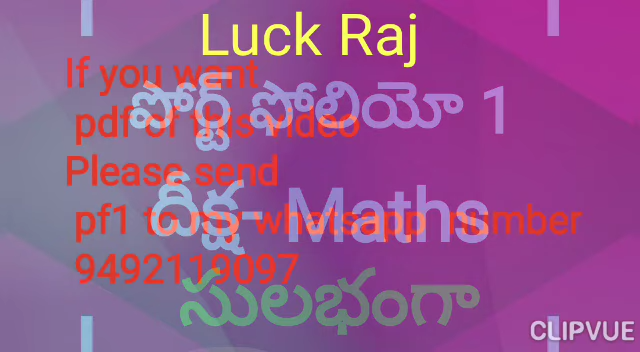 Luck Raj
If you want
పోర్ట్ ఫోలియో 1
pdf of this video
Please send
దీక్ష- Maths
pf1 to my whatsapp number
9492119097
సులభంగా
CLIPVUE